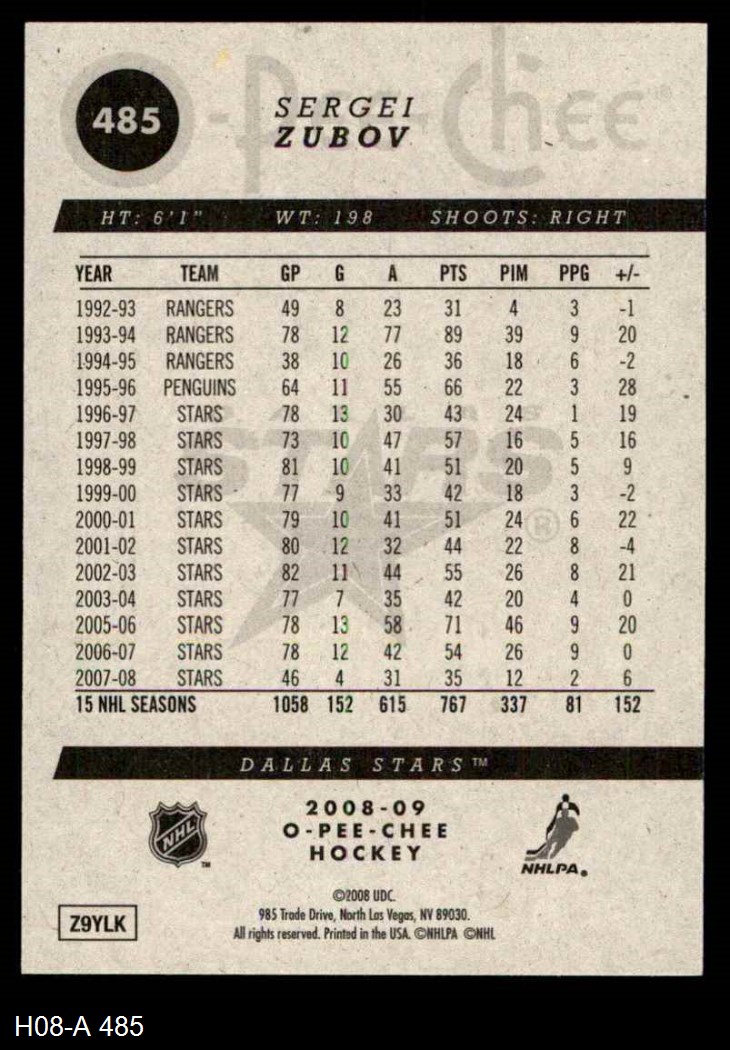 O-Pee-Chee®
485
SERGEI
ZUBOV
HT: 6'1" WT: 198 SHOOTS: RIGHT
YEAR TEAM GP G A PTS PIM PPG +/-
1992-93 RANGERS 49 8 23 31 4 3 -1
1993-94 RANGERS 78 12 77 89 39 9 20
1994-95 RANGERS 38 10 26 36 18 6 -2
1995-96 PENGUINS 64 11 55 66 22 3 28
1996-97 STARS 78 13 30 43 24 1 19
1997-98 STARS 73 10 47 57 16 5 16
1998-99 STARS 81 10 41 51 20 5 9
1999-00 STARS 77 9 33 42 18 3 -2
2000-01 STARS 79 10 41 51 24 6 22
2001-02 STARS 80 12 32 44 22 8 -4
2002-03 STARS 82 11 44 55 26 8 21
2003-04 STARS 77 7 35 42 20 4 0
2005-06 STARS 78 13 58 71 46 9 20
2006-07 STARS 78 12 42 54 26 9 0
2007-08 STARS 46 4 31 35 12 2 6
15 NHL SEASONS 1058 152 615 767 337 81 152
STARS
®
DALLAS STARS™
NHL™
2008-09
O-PEE-CHEE
HOCKEY
NHLPA®
©2008 UDC.
985 Trade Drive, North Las Vegas, NV 89030.
All rights reserved. Printed in the USA. ©NHLPA ©NHL
Z9YLK
H08-A 485